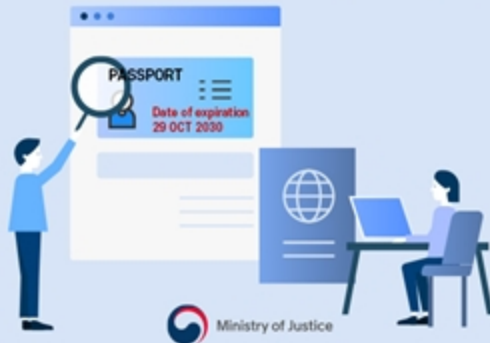 PASSPORT
Date of expiration
29 OCT 2030
Ministry of Justice